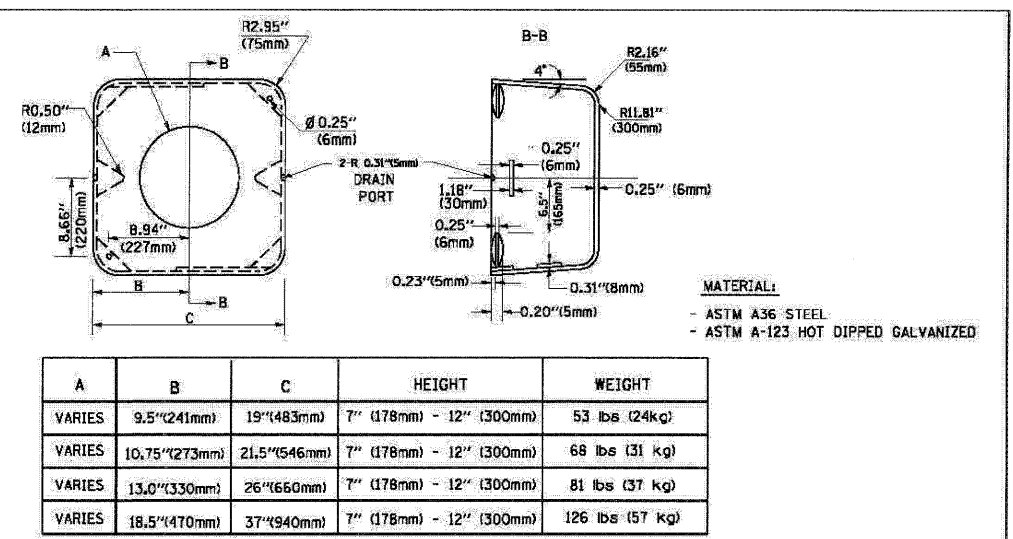 R2.95"
(75mm)
A
B
R0.50"
(12mm)
Ø 0.25"
(6mm)
2-R 0.31"(5mm)
DRAIN
PORT
8.66"
(220mm)
8.94"
(227mm)
B
B
C
B-B
4°
R2.16"
(55mm)
R11.81"
(300mm)
0.25"
(6mm)
1.18"
(30mm)
0.25" (6mm)
6.5"
(165mm)
0.25"
(6mm)
0.23"(5mm)
0.31"(8mm)
0.20"(5mm)
MATERIAL:
- ASTM A36 STEEL
- ASTM A-123 HOT DIPPED GALVANIZED
A B C HEIGHT WEIGHT
VARIES 9.5"(241mm) 19"(483mm) 7" (178mm) - 12" (300mm) 53 lbs (24kg)
VARIES 10.75"(273mm) 21.5"(546mm) 7" (178mm) - 12" (300mm) 68 lbs (31 kg)
VARIES 13.0"(330mm) 26"(660mm) 7" (178mm) - 12" (300mm) 81 lbs (37 kg)
VARIES 18.5"(470mm) 37"(940mm) 7" (178mm) - 12" (300mm) 126 lbs (57 kg)